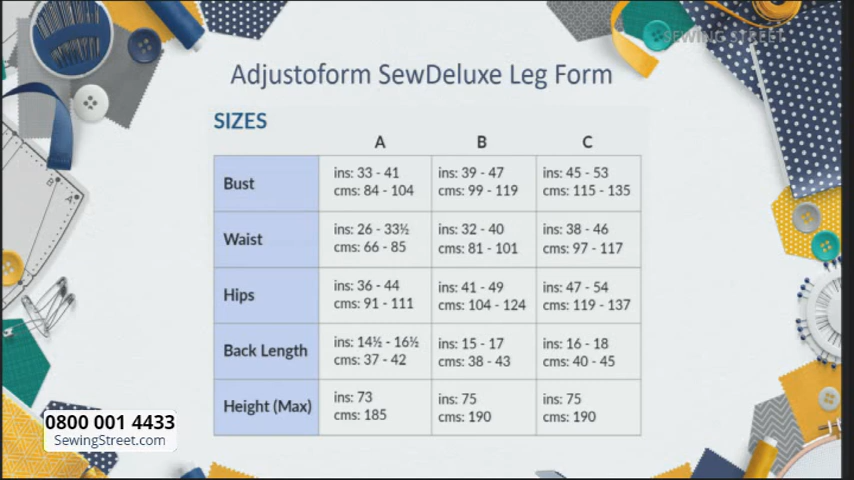 SEWING STREET
Adjustoform SewDeluxe Leg Form
SIZES
A B C
Bust
ins: 33 - 41
cms: 84 - 104
ins: 39 - 47
cms: 99 - 119
ins: 45 - 53
cms: 115 - 135
Waist
ins: 26 - 33½
cms: 66 - 85
ins: 32 - 40
cms: 81 - 101
ins: 38 - 46
cms: 97 - 117
Hips
ins: 36 - 44
cms: 91 - 111
ins: 41 - 49
cms: 104 - 124
ins: 47 - 54
cms: 119 - 137
Back Length
ins: 14½ - 16½
cms: 37 - 42
ins: 15 - 17
cms: 38 - 43
ins: 16 - 18
cms: 40 - 45
Height (Max)
ins: 73
cms: 185
ins: 75
cms: 190
ins: 75
cms: 190
B
A
0800 001 4433
SewingStreet.com